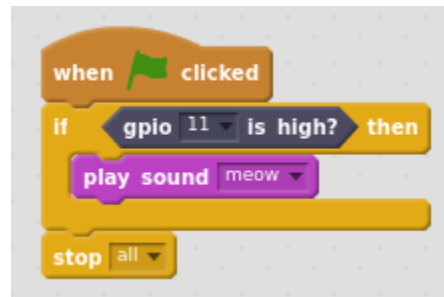 when clicked
if gpio 11 is high? then
play sound meow
stop all